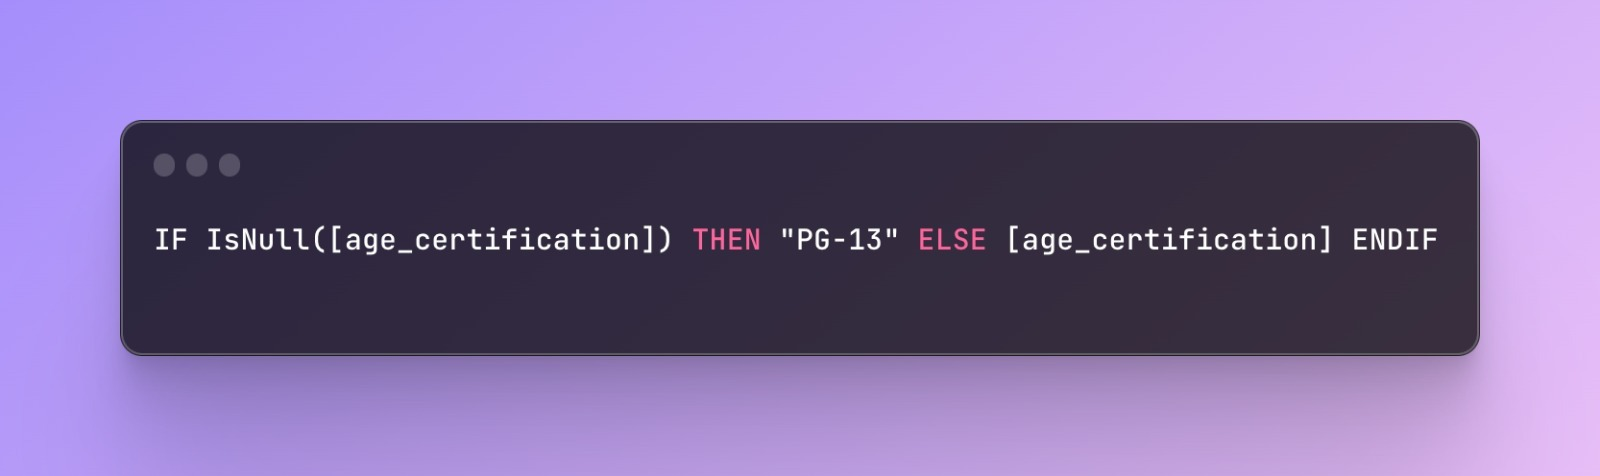 IF IsNull([age_certification]) THEN "PG-13" ELSE [age_certification] ENDIF